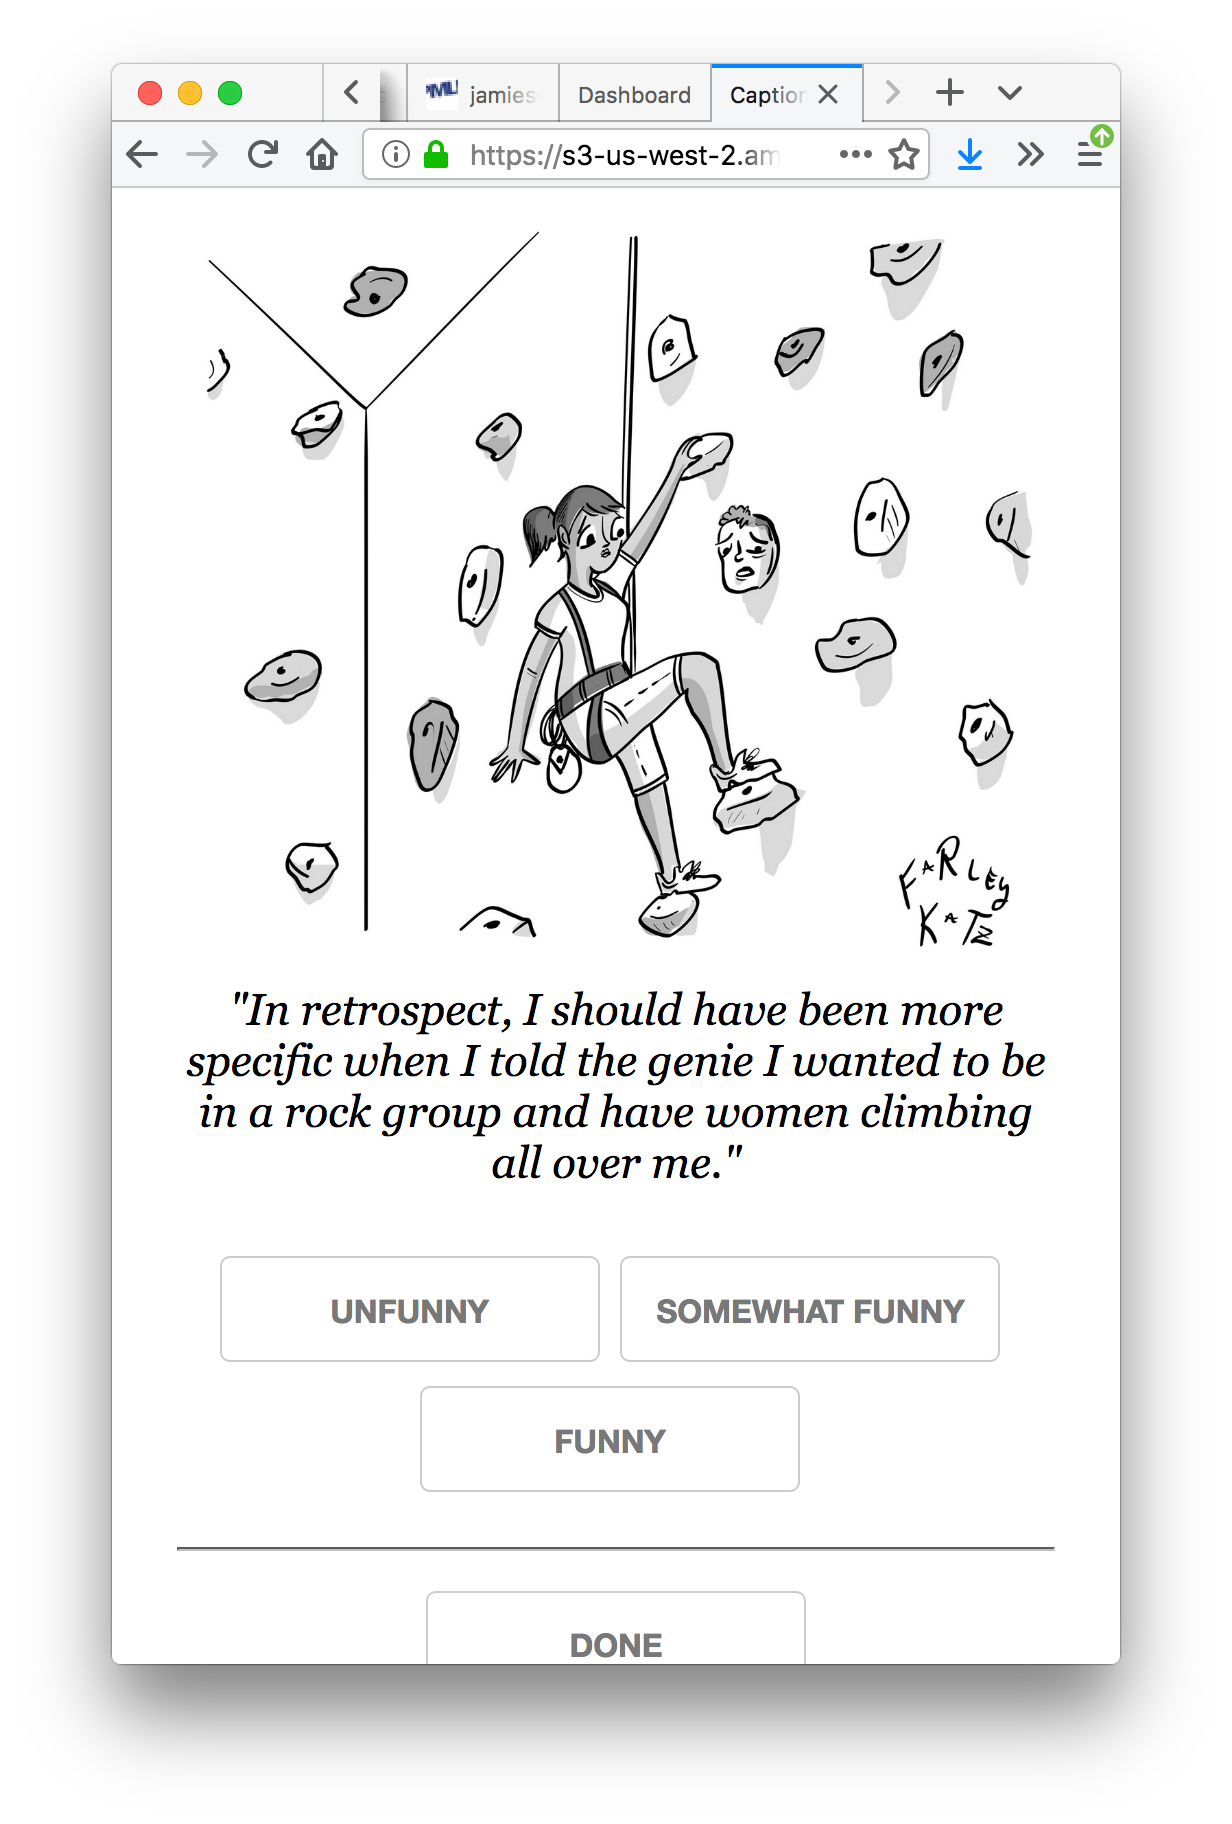 jamies
Dashboard
Caption
https://s3-us-west-2.am
FARLEY
KATZ
"In retrospect, I should have been more
specific when I told the genie I wanted to be
in a rock group and have women climbing
all over me."
UNFUNNY
SOMEWHAT FUNNY
FUNNY
DONE